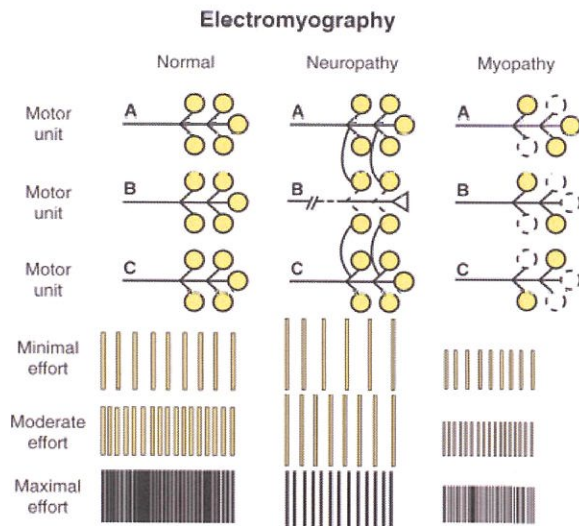 Electromyography
Normal Neuropathy Myopathy
Motor unit A A A
Motor unit B B B
Motor unit C C C
Minimal effort
Moderate effort
Maximal effort